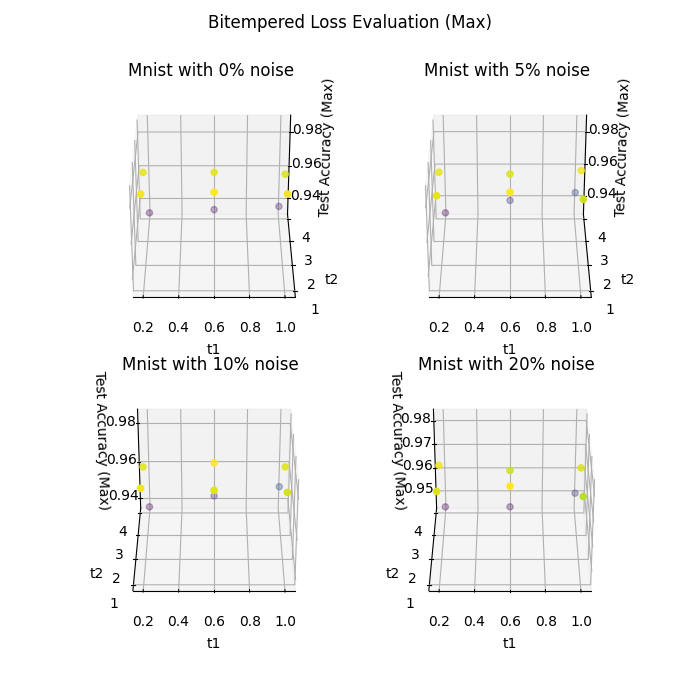 Bitempered Loss Evaluation (Max)
Mnist with 0% noise
0.98
0.96
0.94
Test Accuracy (Max)
4
3
2
1
t2
0.2 0.4 0.6 0.8 1.0
t1
Mnist with 5% noise
0.98
0.96
0.94
Test Accuracy (Max)
4
3
2
1
t2
0.2 0.4 0.6 0.8 1.0
t1
Mnist with 10% noise
Test Accuracy (Max)
0.98
0.96
0.94
4
3
2
1
t2
0.2 0.4 0.6 0.8 1.0
t1
Mnist with 20% noise
Test Accuracy (Max)
0.98
0.97
0.96
0.95
4
3
2
1
t2
0.2 0.4 0.6 0.8 1.0
t1